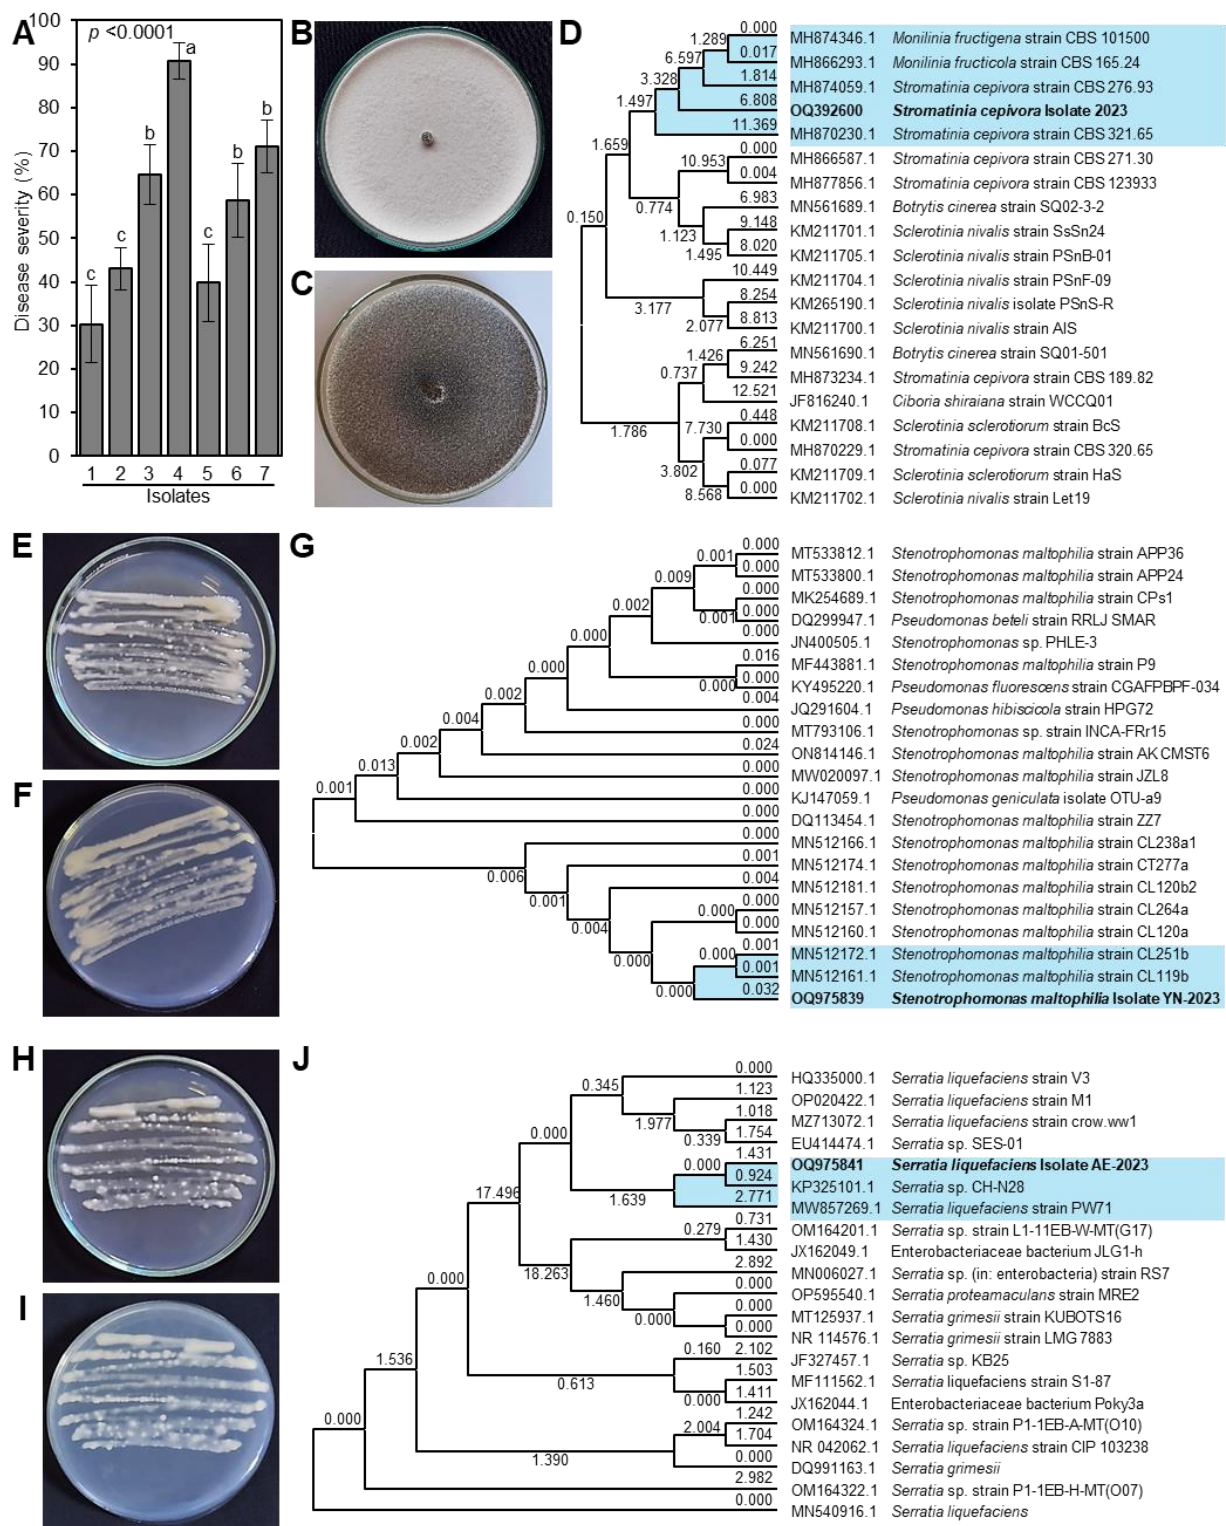 A
p <0.0001
Disease severity (%)
100
90
80
70
60
50
40
30
20
10
0
c
c
b
a
c
b
b
1 2 3 4 5 6 7
Isolates
B
C
D
0.000
MH874346.1 Monilinia fructigena strain CBS 101500
0.017
MH866293.1 Monilinia fructicola strain CBS 165.24
1.814
MH874059.1 Stromatinia cepivora strain CBS 276.93
6.808
OQ392600 Stromatinia cepivora Isolate 2023
11.369
MH870230.1 Stromatinia cepivora strain CBS 321.65
0.000
MH866587.1 Stromatinia cepivora strain CBS 271.30
0.004
MH877856.1 Stromatinia cepivora strain CBS 123933
6.983
MN561689.1 Botrytis cinerea strain SQ02-3-2
9.148
KM211701.1 Sclerotinia nivalis strain SsSn24
8.020
KM211705.1 Sclerotinia nivalis strain PSnB-01
10.449
KM211704.1 Sclerotinia nivalis strain PSnF-09
8.254
KM265190.1 Sclerotinia nivalis isolate PSnS-R
8.813
KM211700.1 Sclerotinia nivalis strain AlS
6.251
MN561690.1 Botrytis cinerea strain SQ01-501
9.242
MH873234.1 Stromatinia cepivora strain CBS 189.82
12.521
JF816240.1 Ciboria shiraiana strain WCCQ01
0.448
KM211708.1 Sclerotinia sclerotiorum strain BcS
0.000
MH870229.1 Stromatinia cepivora strain CBS 320.65
0.077
KM211709.1 Sclerotinia sclerotiorum strain HaS
0.000
KM211702.1 Sclerotinia nivalis strain Let19
1.289
6.597
3.328
1.497
1.659
10.953
0.774
1.123
1.495
0.150
3.177
2.077
1.426
0.737
1.786
7.730
3.802
8.568
E
F
G
0.000
MT533812.1 Stenotrophomonas maltophilia strain APP36
0.000
MT533800.1 Stenotrophomonas maltophilia strain APP24
0.000
MK254689.1 Stenotrophomonas maltophilia strain CPs1
0.000
DQ299947.1 Pseudomonas beteli strain RRLJ SMAR
0.000
JN400505.1 Stenotrophomonas sp. PHLE-3
0.016
MF443881.1 Stenotrophomonas maltophilia strain P9
0.000
KY495220.1 Pseudomonas fluorescens strain CGAFPBPF-034
0.004
JQ291604.1 Pseudomonas hibiscicola strain HPG72
0.000
MT793106.1 Stenotrophomonas sp. strain INCA-FRr15
0.024
ON814146.1 Stenotrophomonas maltophilia strain AK CMST6
0.000
MW020097.1 Stenotrophomonas maltophilia strain JZL8
0.000
KJ147059.1 Pseudomonas geniculata isolate OTU-a9
0.000
DQ113454.1 Stenotrophomonas maltophilia strain ZZ7
0.000
MN512166.1 Stenotrophomonas maltophilia strain CL238a1
0.001
MN512174.1 Stenotrophomonas maltophilia strain CT277a
0.004
MN512181.1 Stenotrophomonas maltophilia strain CL120b2
0.000
MN512157.1 Stenotrophomonas maltophilia strain CL264a
0.000
MN512160.1 Stenotrophomonas maltophilia strain CL120a
0.001
MN512172.1 Stenotrophomonas maltophilia strain CL251b
0.001
MN512161.1 Stenotrophomonas maltophilia strain CL119b
0.032
OQ975839 Stenotrophomonas maltophilia Isolate YN-2023
0.001
0.009
0.001
0.002
0.000
0.000
0.000
0.002
0.004
0.002
0.013
0.001
0.006
0.001
0.004
0.000
0.000
0.000
0.000
H
I
J
0.000
HQ335000.1 Serratia liquefaciens strain V3
1.123
OP020422.1 Serratia liquefaciens strain M1
1.018
MZ713072.1 Serratia liquefaciens strain crow.ww1
1.754
EU414474.1 Serratia sp. SES-01
1.431
OQ975841 Serratia liquefaciens Isolate AE-2023
0.924
KP325101.1 Serratia sp. CH-N28
2.771
MW857269.1 Serratia liquefaciens strain PW71
0.731
OM164201.1 Serratia sp. strain L1-11EB-W-MT(G17)
1.430
JX162049.1 Enterobacteriaceae bacterium JLG1-h
2.892
MN006027.1 Serratia sp. (in: enterobacteria) strain RS7
0.000
OP595540.1 Serratia proteamaculans strain MRE2
0.000
MT125937.1 Serratia grimesii strain KUBOTS16
0.000
NR 114576.1 Serratia grimesii strain LMG 7883
2.102
JF327457.1 Serratia sp. KB25
1.503
MF111562.1 Serratia liquefaciens strain S1-87
1.411
JX162044.1 Enterobacteriaceae bacterium Poky3a
1.242
OM164324.1 Serratia sp. strain P1-1EB-A-MT(O10)
1.704
NR 042062.1 Serratia liquefaciens strain CIP 103238
0.000
DQ991163.1 Serratia grimesii
2.982
OM164322.1 Serratia sp. strain P1-1EB-H-MT(O07)
0.000
MN540916.1 Serratia liquefaciens
0.345
1.977
0.339
0.000
0.000
1.639
17.496
0.279
18.263
1.460
0.000
0.000
0.160
0.613
0.000
1.536
2.004
1.390
0.000